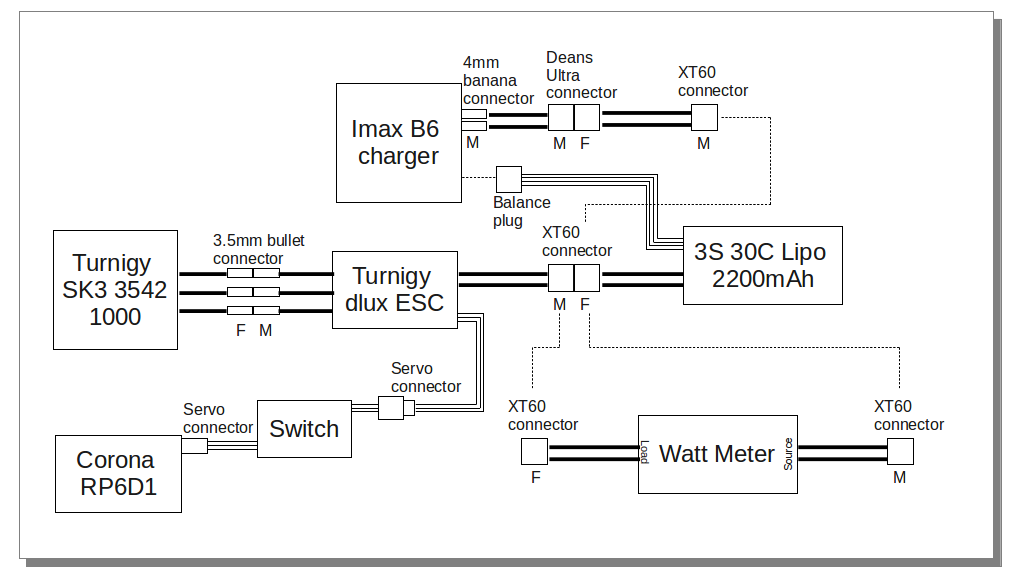 4mm
banana
connector
Deans
Ultra
connector
XT60
connector
Imax B6
charger
M
M F
M
Balance
plug
XT60
connector
3S 30C Lipo
2200mAh
Turnigy
SK3 3542
1000
3.5mm bullet
connector
F M
Turnigy
dlux ESC
M F
Servo
connector
Servo
connector
Switch
Corona
RP6D1
XT60
connector
F
Load
Watt Meter
Source
XT60
connector
M